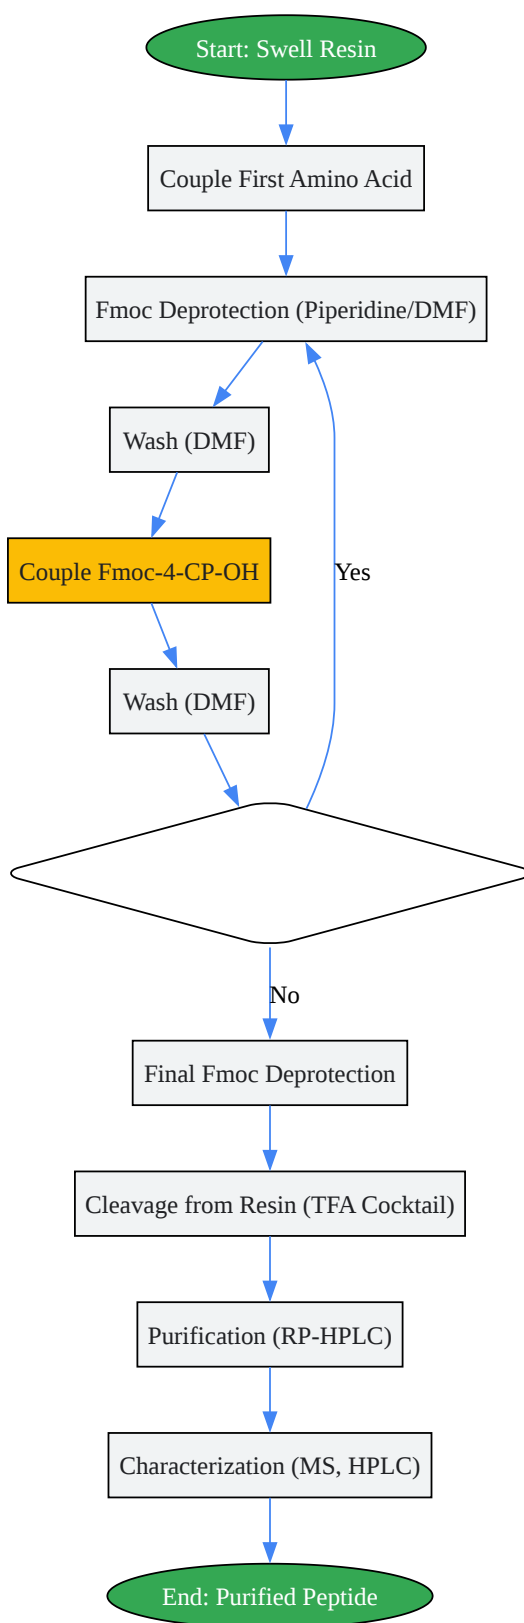 Start: Swell Resin
Couple First Amino Acid
Fmoc Deprotection (Piperidine/DMF)
Wash (DMF)
Couple Fmoc-4-CP-OH
Yes
Wash (DMF)
No
Final Fmoc Deprotection
Cleavage from Resin (TFA Cocktail)
Purification (RP-HPLC)
Characterization (MS, HPLC)
End: Purified Peptide